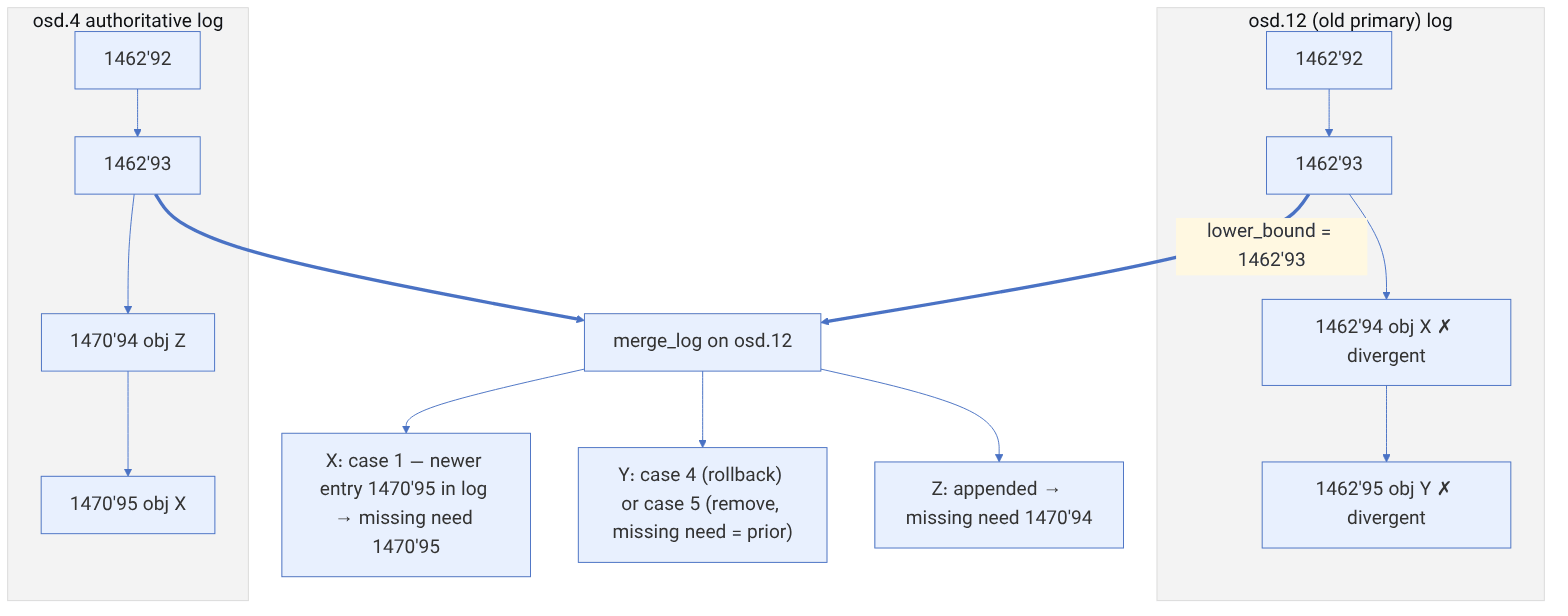 osd.4 authoritative log
1462'92
1462'93
1470'94 obj Z
1470'95 obj X
merge_log on osd.12
X: case 1 — newer
entry 1470'95 in log
→ missing need
1470'95
Y: case 4 (rollback)
or case 5 (remove,
missing need = prior)
Z: appended →
missing need 1470'94
osd.12 (old primary) log
1462'92
1462'93
lower_bound =
1462'93
1462'94 obj X ✗
divergent
1462'95 obj Y ✗
divergent